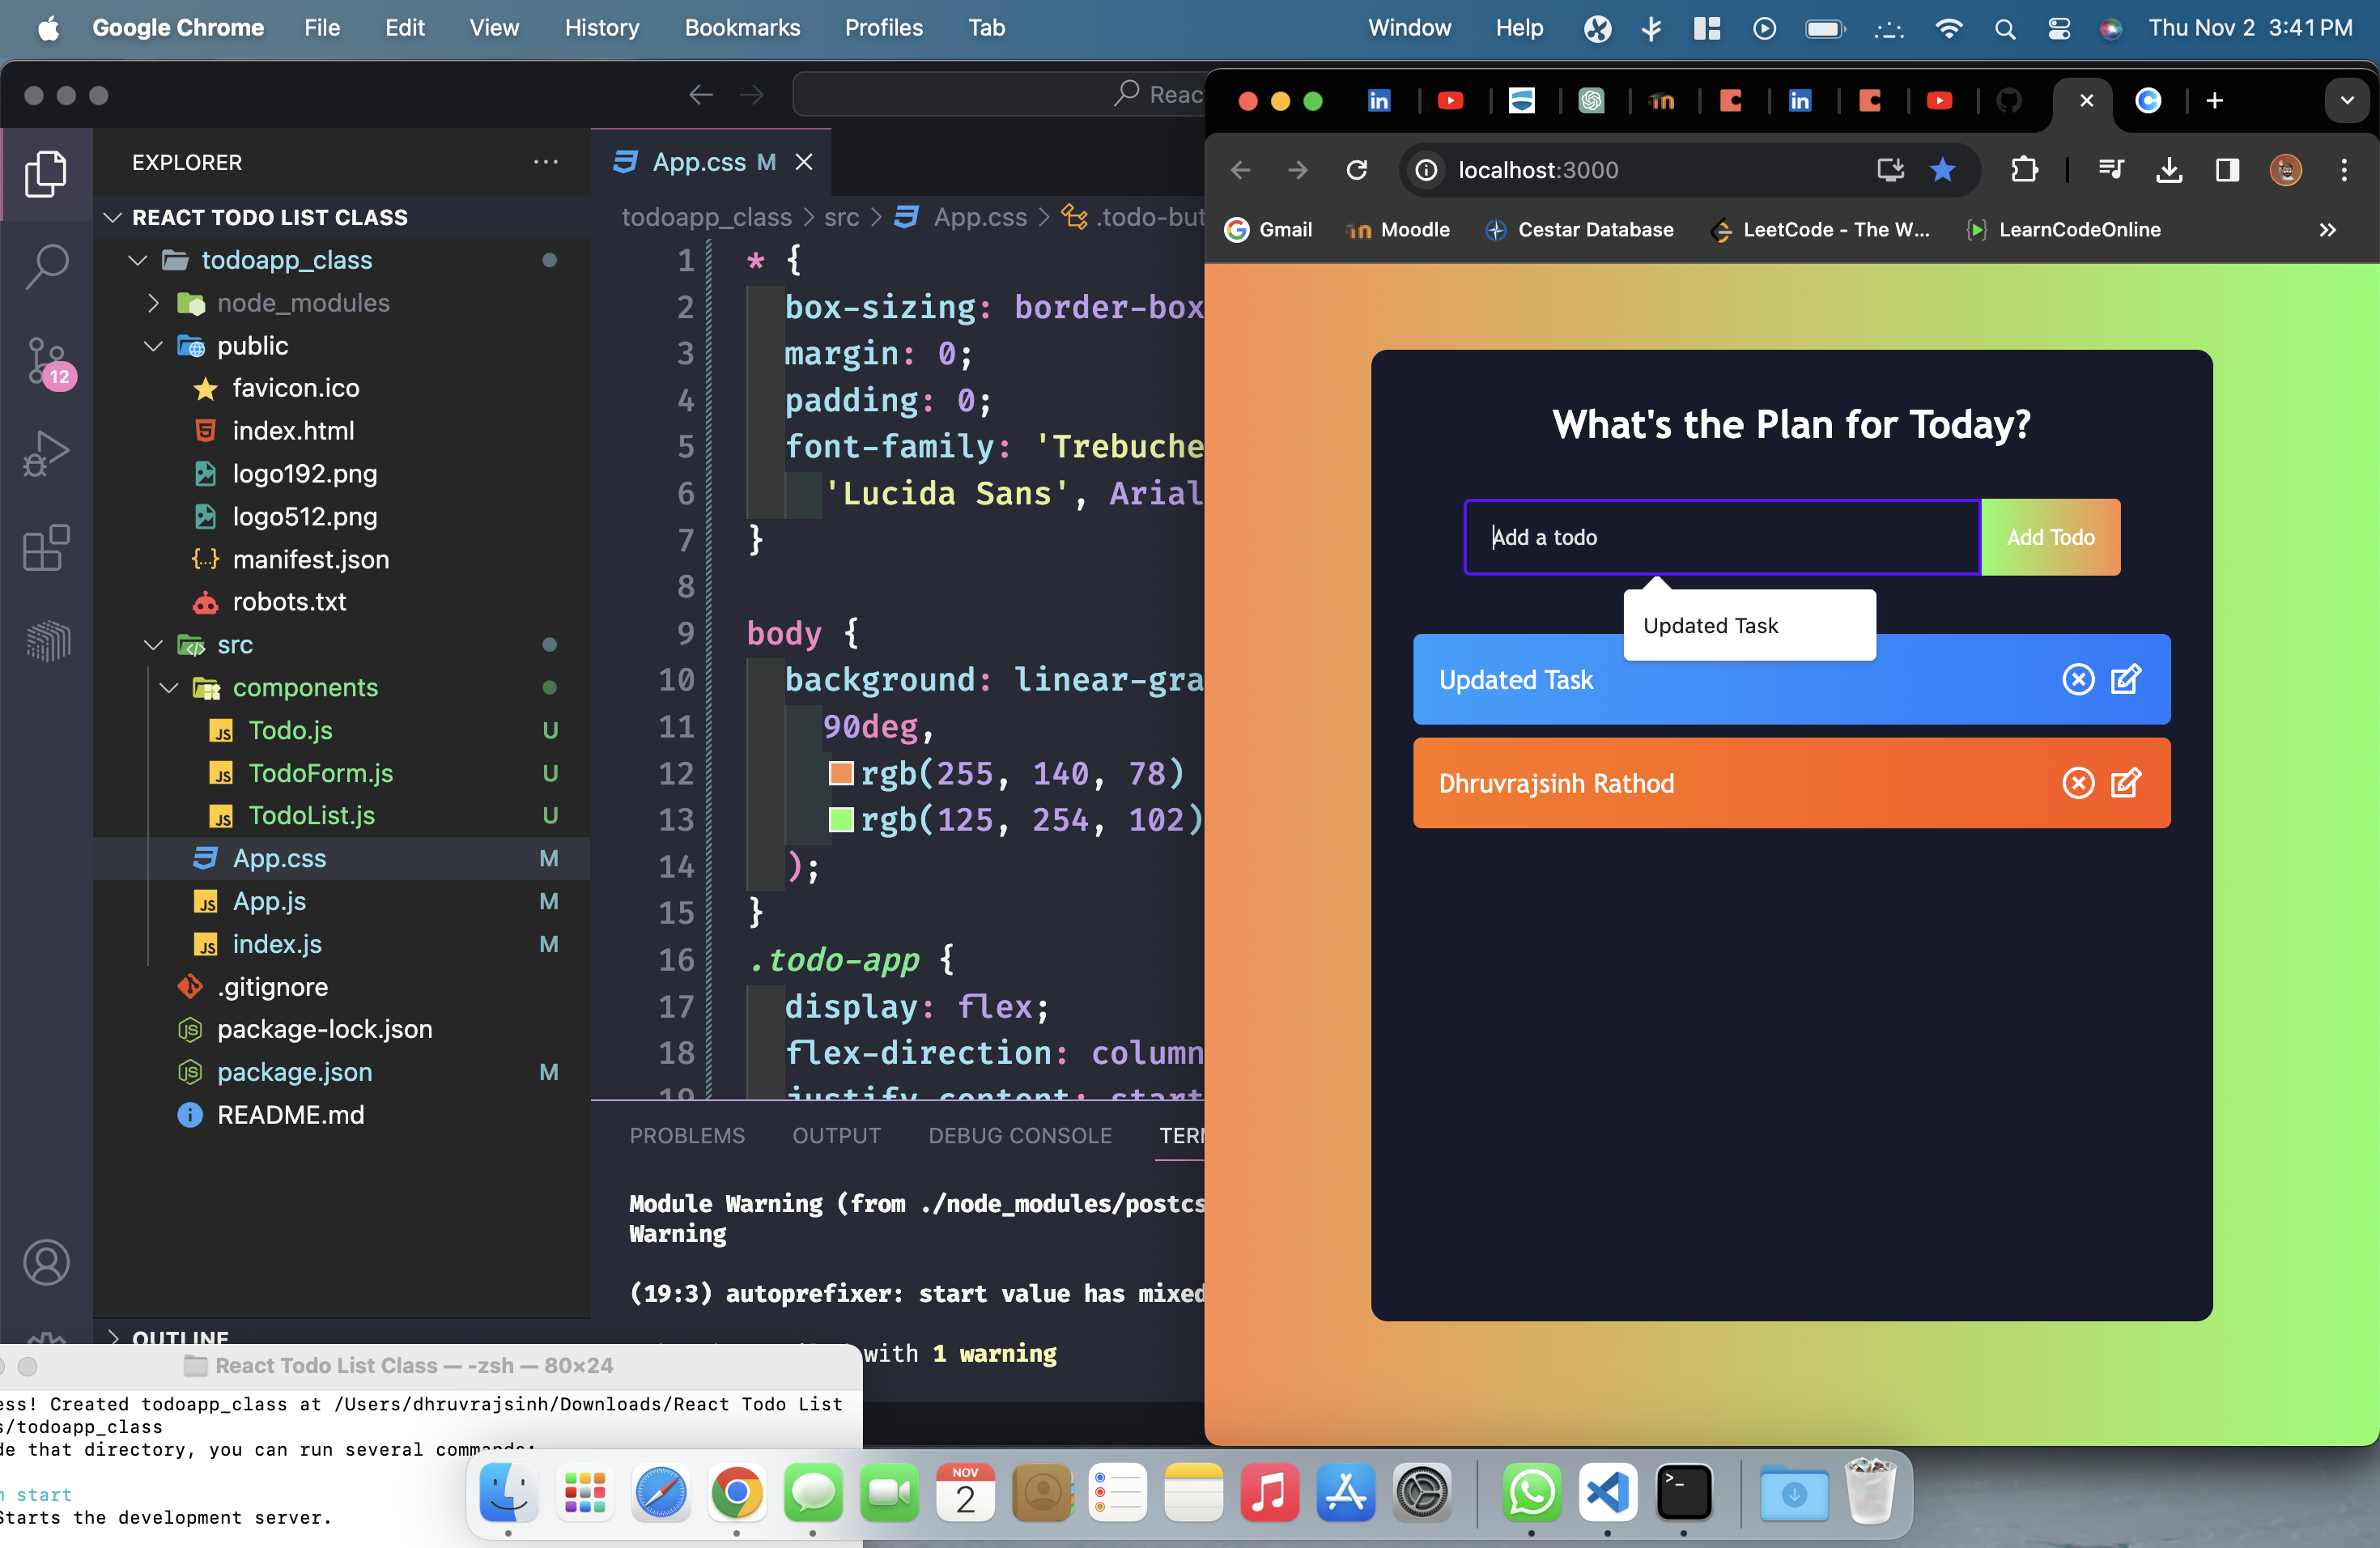 Google Chrome File Edit View History Bookmarks Profiles Tab Window Help Thu Nov 2 3:41 PM
Reac
EXPLORER
REACT TODO LIST CLASS
todoapp_class
node_modules
public
favicon.ico
index.html
logo192.png
logo512.png
manifest.json
robots.txt
src
components
Todo.js U
TodoForm.js U
TodoList.js U
App.css M
App.js M
index.js M
.gitignore
package-lock.json
package.json M
README.md
OUTLINE
12
App.css M
todoapp_class > src > App.css > .todo-but
1 * {
2 box-sizing: border-box
3 margin: 0;
4 padding: 0;
5 font-family: 'Trebuche
6 'Lucida Sans', Arial
7 }
8
9 body {
10 background: linear-gra
11 90deg,
12 rgb(255, 140, 78)
13 rgb(125, 254, 102)
14 );
15 }
16 .todo-app {
17 display: flex;
18 flex-direction: column
19 justify-content: start
PROBLEMS OUTPUT DEBUG CONSOLE TERM
Module Warning (from ./node_modules/postcs
Warning
(19:3) autoprefixer: start value has mixed
with 1 warning
localhost:3000
Gmail Moodle Cestar Database LeetCode - The W... LearnCodeOnline
What's the Plan for Today?
Add a todo
Add Todo
Updated Task
Updated Task
Dhruvrajsinh Rathod
React Todo List Class — -zsh — 80×24
ess! Created todoapp_class at /Users/dhruvrajsinh/Downloads/React Todo List
s/todoapp_class
de that directory, you can run several commands:
start
Starts the development server.
NOV
2